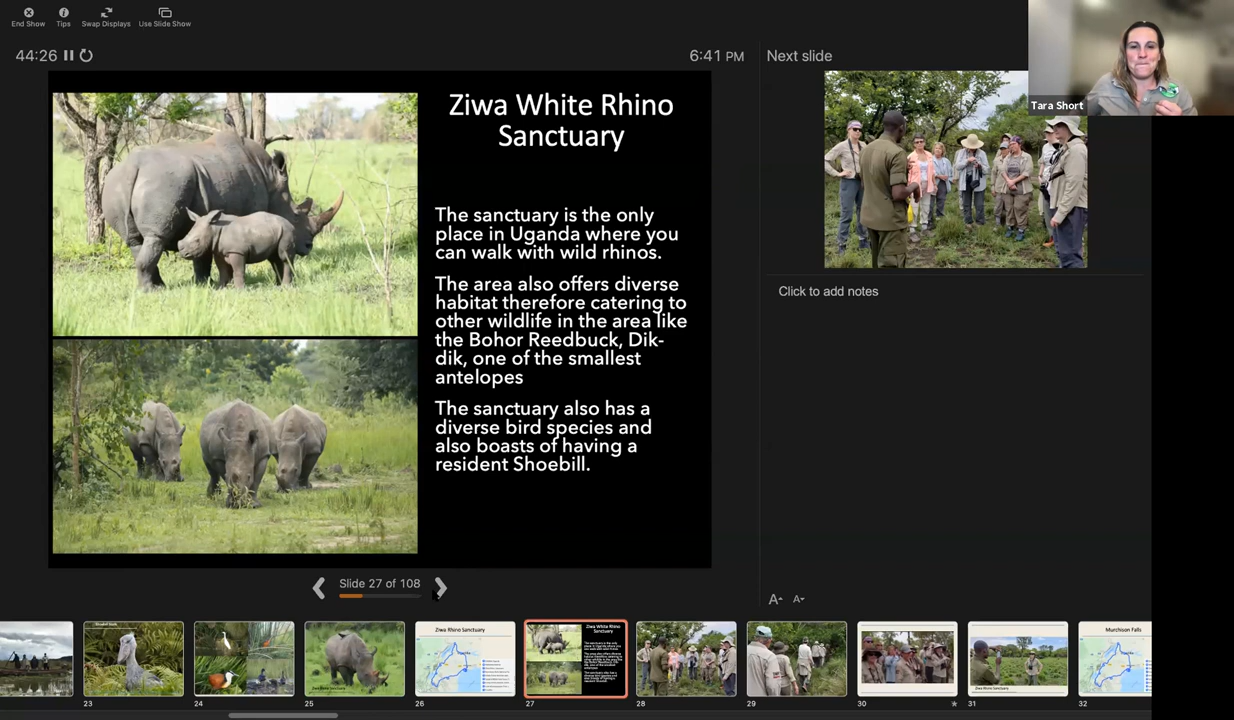 End Show
Tips
Swap Displays
Use Slide Show
44:26
6:41 PM
Next slide
Tara Short
Ziwa White Rhino
Sanctuary
The sanctuary is the only
place in Uganda where you
can walk with wild rhinos.
The area also offers diverse
habitat therefore catering to
other wildlife in the area like
the Bohor Reedbuck, Dik-
dik, one of the smallest
antelopes
The sanctuary also has a
diverse bird species and
also boasts of having a
resident Shoebill.
Click to add notes
Slide 27 of 108
A
A
Ziwa Rhino Sanctuary
Ziwa White Rhino
Sanctuary
Murchison Falls
23
24
25
26
27
28
29
30
31
32